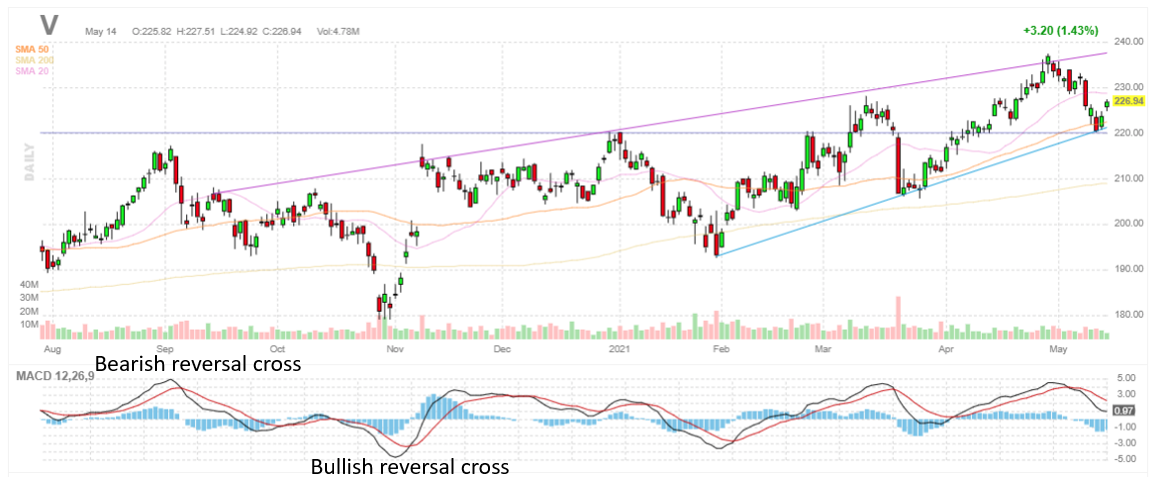 V May 14 O:225.82 H:227.51 L:224.92 C:226.94 Vol:4.78M
+3.20 (1.43%)
SMA 50
SMA 200
SMA 20
DAILY
240.00
230.00
226.94
220.00
210.00
200.00
190.00
180.00
40M
30M
20M
10M
Aug Sep Oct Nov Dec 2021 Feb Mar Apr May
Bearish reversal cross
MACD 12,26,9
5.00
3.00
0.97
-1.00
-3.00
-5.00
Bullish reversal cross